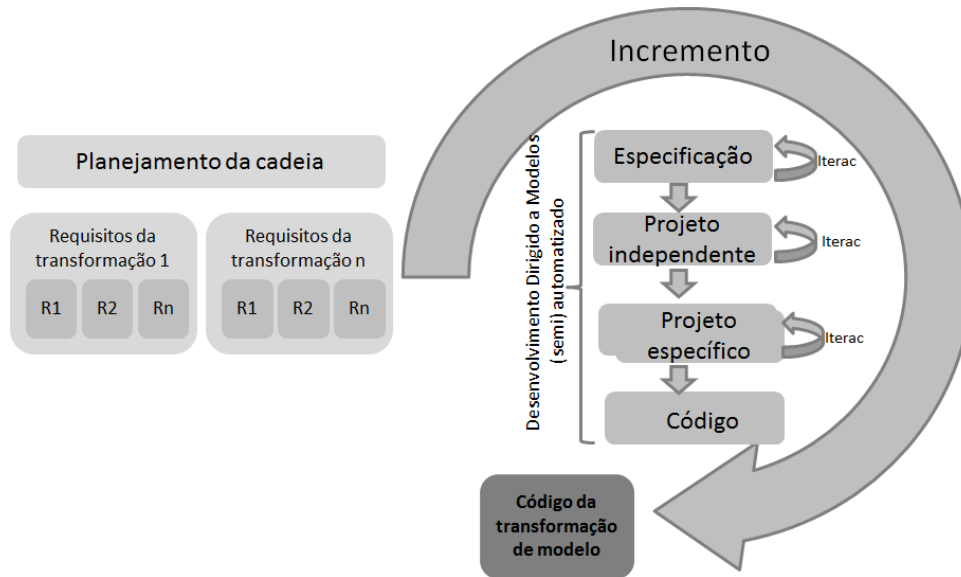 Incremento
Planejamento da cadeia
Requisitos da
transformação 1
R1 R2 Rn
Requisitos da
transformação n
R1 R2 Rn
Desenvolvimento Dirigido a Modelos
(semi) automatizado
Especificação
Iterac
Projeto
independente
Iterac
Projeto
específico
Iterac
Código
Código da
transformação
de modelo